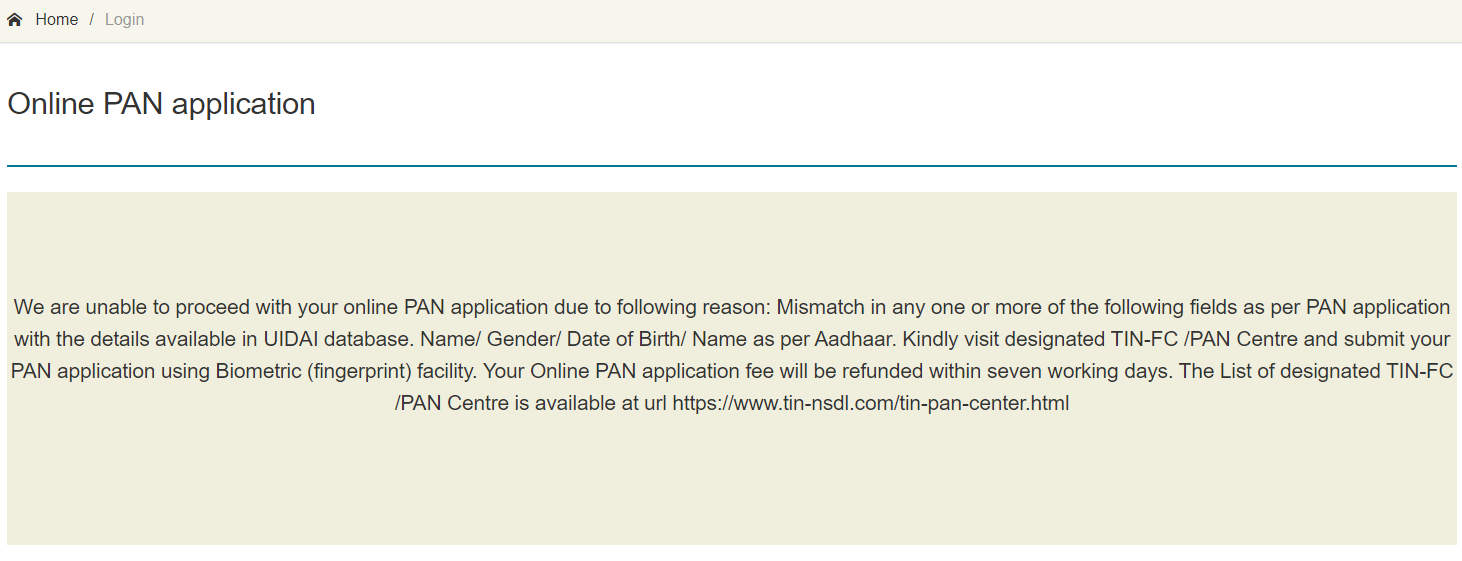 Home / Login
Online PAN application
We are unable to proceed with your online PAN application due to following reason: Mismatch in any one or more of the following fields as per PAN application
with the details available in UIDAI database. Name/ Gender/ Date of Birth/ Name as per Aadhaar. Kindly visit designated TIN-FC /PAN Centre and submit your
PAN application using Biometric (fingerprint) facility. Your Online PAN application fee will be refunded within seven working days. The List of designated TIN-FC
/PAN Centre is available at url https://www.tin-nsdl.com/tin-pan-center.html